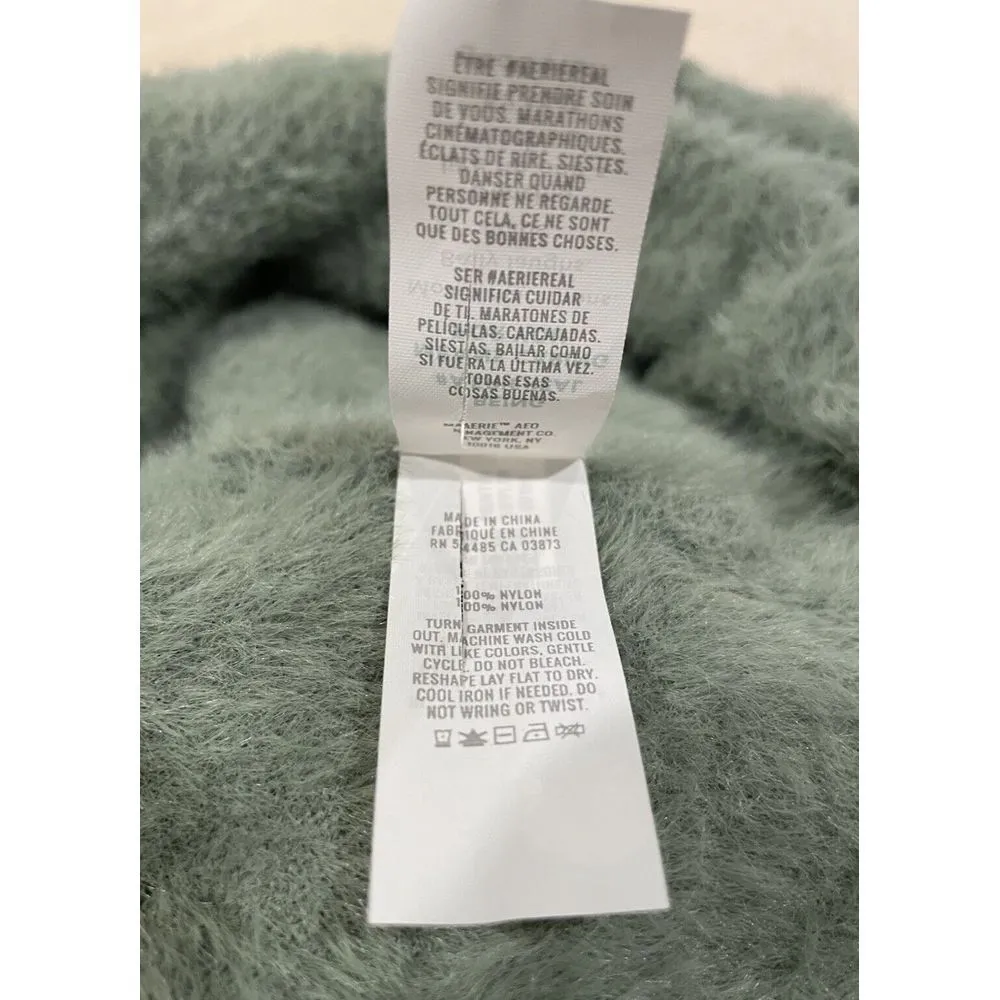 ÊTRE #AERIEREAL
SIGNIFIE PRENDRE SOIN
DE VOUS. MARATHONS
CINÉMATOGRAPHIQUES.
ÉCLATS DE RIRE. SIESTES.
DANSER QUAND
PERSONNE NE REGARDE.
TOUT CELA, CE NE SONT
QUE DES BONNES CHOSES.
SER #AERIEREAL
SIGNIFICA CUIDAR
DE TI. MARATONES DE
PELÍCULAS. CARCAJADAS.
SIESTAS. BAILAR COMO
SI FUERA LA ÚLTIMA VEZ.
TODAS ESAS
COSAS BUENAS.
AERIE™ AEO
MANAGEMENT CO.
NEW YORK, NY
10016 USA
MADE IN CHINA
FABRIQUÉ EN CHINE
RN 54485 CA 03873
100% NYLON
100% NYLON
TURN GARMENT INSIDE
OUT. MACHINE WASH COLD
WITH LIKE COLORS, GENTLE
CYCLE. DO NOT BLEACH.
RESHAPE LAY FLAT TO DRY.
COOL IRON IF NEEDED. DO
NOT WRING OR TWIST.